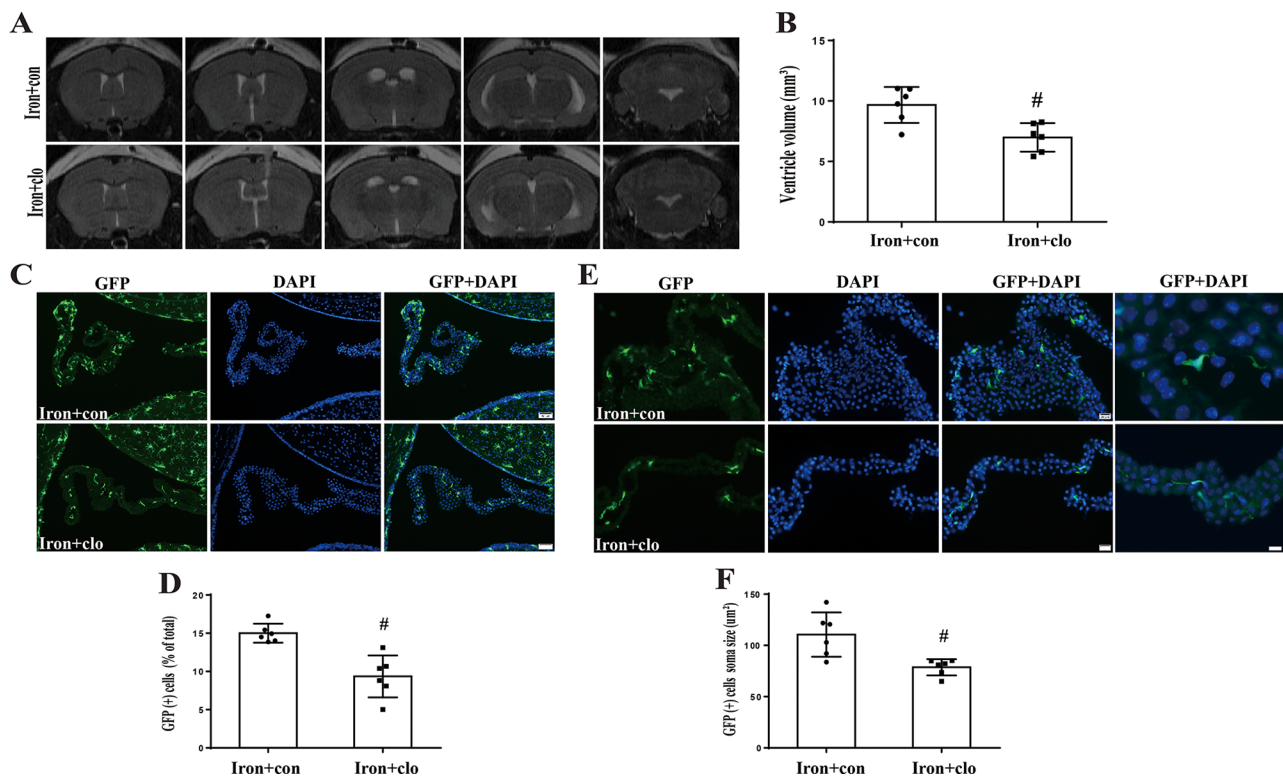 A
Iron+con
Iron+clo
B
Ventricle volume (mm³)
15
10
5
0
#
Iron+con
Iron+clo
C
GFP
DAPI
GFP+DAPI
Iron+con
Iron+clo
E
GFP
DAPI
GFP+DAPI
GFP+DAPI
Iron+con
Iron+clo
D
GFP (+) cells (% of total)
20
15
10
5
0
#
Iron+con
Iron+clo
F
GFP (+) cells soma size (um²)
150
100
50
0
#
Iron+con
Iron+clo